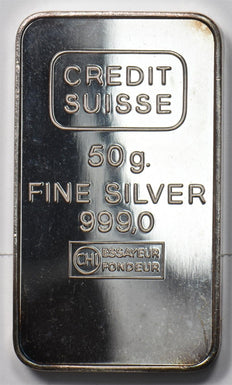 CREDIT
SUISSE
50g.
FINE SILVER
999,0
CHI ESSAYEUR
FONDEUR